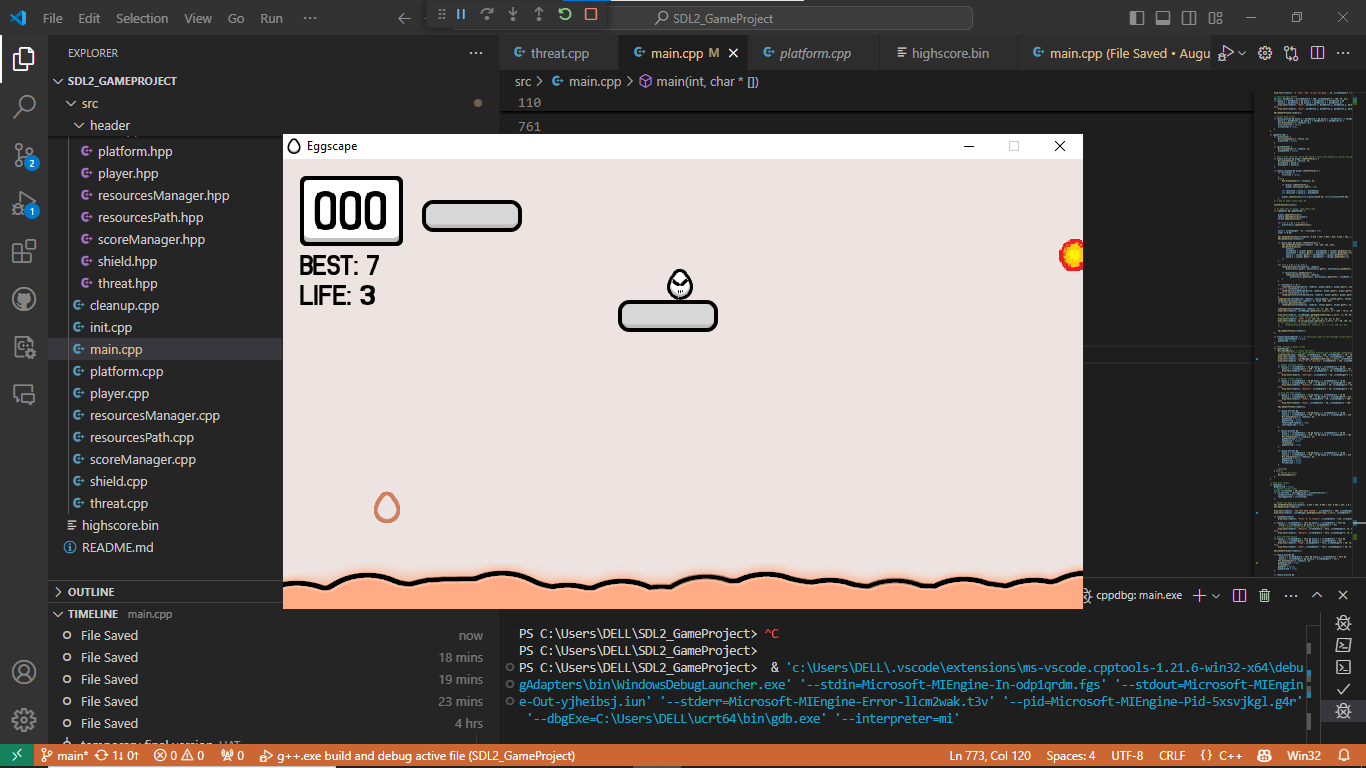 File Edit Selection View Go Run ··· SDL2_GameProject
EXPLORER ···
threat.cpp main.cpp M platform.cpp highscore.bin main.cpp (File Saved • Augu
SDL2_GAMEPROJECT
src > main.cpp > main(int, char * [])
src
110
header
761
platform.hpp
player.hpp
resourcesManager.hpp
resourcesPath.hpp
scoreManager.hpp
shield.hpp
threat.hpp
cleanup.cpp
init.cpp
main.cpp
platform.cpp
player.cpp
resourcesManager.cpp
resourcesPath.cpp
scoreManager.cpp
shield.cpp
threat.cpp
highscore.bin
README.md
2
1
Eggscape
000
BEST: 7
LIFE: 3
OUTLINE
TIMELINE main.cpp
File Saved now
File Saved 18 mins
File Saved 19 mins
File Saved 23 mins
File Saved 4 hrs
cppdbg: main.exe
PS C:\Users\DELL\SDL2_GameProject> ^C
PS C:\Users\DELL\SDL2_GameProject>
PS C:\Users\DELL\SDL2_GameProject> & 'c:\Users\DELL\.vscode\extensions\ms-vscode.cpptools-1.21.6-win32-x64\debu
gAdapters\bin\WindowsDebugLauncher.exe' '--stdin=Microsoft-MIEngine-In-odp1qrdm.fgs' '--stdout=Microsoft-MIEngin
e-Out-yjheibsj.iun' '--stderr=Microsoft-MIEngine-Error-llcm2wak.t3v' '--pid=Microsoft-MIEngine-Pid-5xsvjkgl.g4r'
'--dbgExe=C:\Users\DELL\ucrt64\bin\gdb.exe' '--interpreter=mi'
main* 1↓ 0↑ 0 0 0 g++.exe build and debug active file (SDL2_GameProject) Ln 773, Col 120 Spaces: 4 UTF-8 CRLF {} C++ Win32